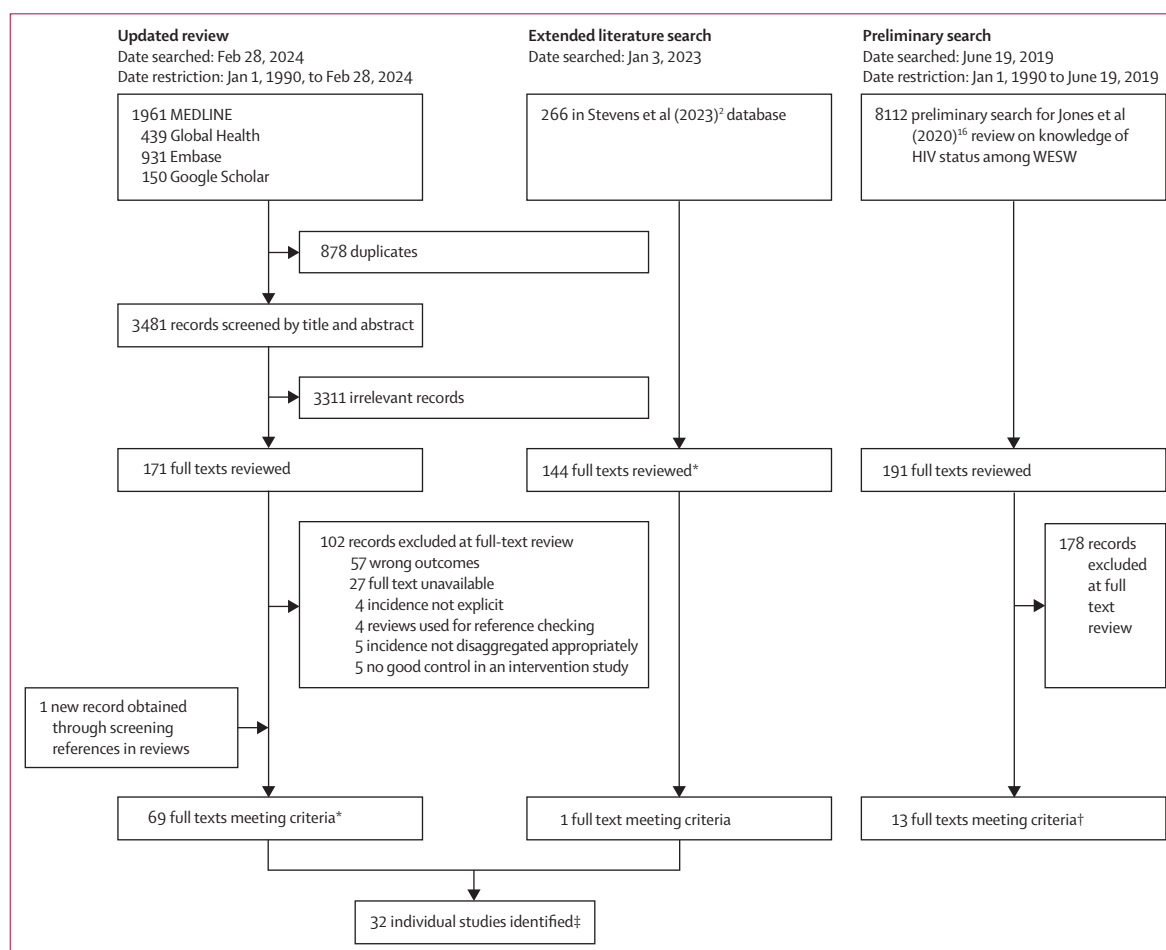 Updated review
Date searched: Feb 28, 2024
Date restriction: Jan 1, 1990, to Feb 28, 2024
Extended literature search
Date searched: Jan 3, 2023
Preliminary search
Date searched: June 19, 2019
Date restriction: Jan 1, 1990 to June 19, 2019
1961 MEDLINE
439 Global Health
931 Embase
150 Google Scholar
266 in Stevens et al (2023)² database
8112 preliminary search for Jones et al
(2020)¹⁶ review on knowledge of
HIV status among WESW
878 duplicates
3481 records screened by title and abstract
3311 irrelevant records
171 full texts reviewed
144 full texts reviewed*
191 full texts reviewed
102 records excluded at full-text review
57 wrong outcomes
27 full text unavailable
4 incidence not explicit
4 reviews used for reference checking
5 incidence not disaggregated appropriately
5 no good control in an intervention study
178 records
excluded
at full
text
review
1 new record obtained
through screening
references in reviews
69 full texts meeting criteria*
1 full text meeting criteria
13 full texts meeting criteria†
32 individual studies identified‡